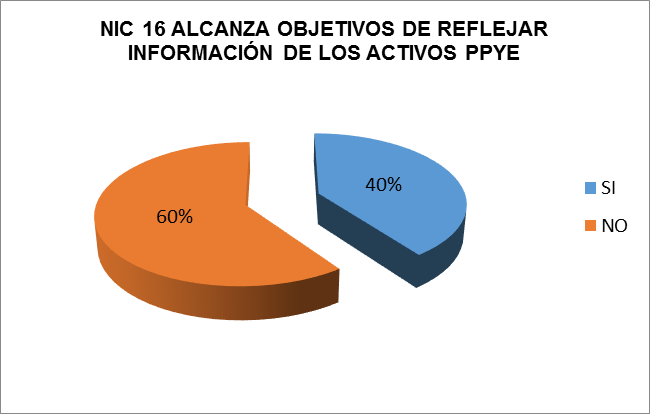 NIC 16 ALCANZA OBJETIVOS DE REFLEJAR
INFORMACIÓN DE LOS ACTIVOS PPYE
40%
60%
SI
NO